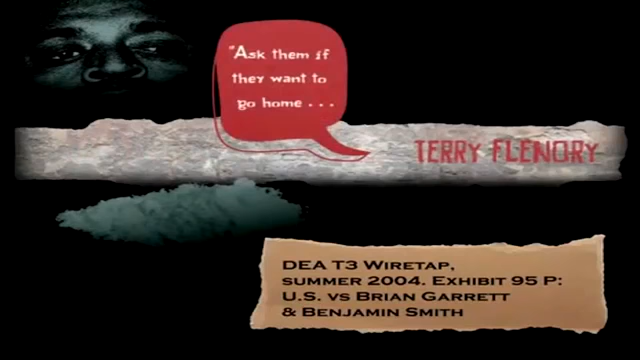 "Ask them if
they want to
go home . . .
TERRY FLENORY
DEA T3 WIRETAP,
SUMMER 2004. EXHIBIT 95 P:
U.S. VS BRIAN GARRETT
& BENJAMIN SMITH